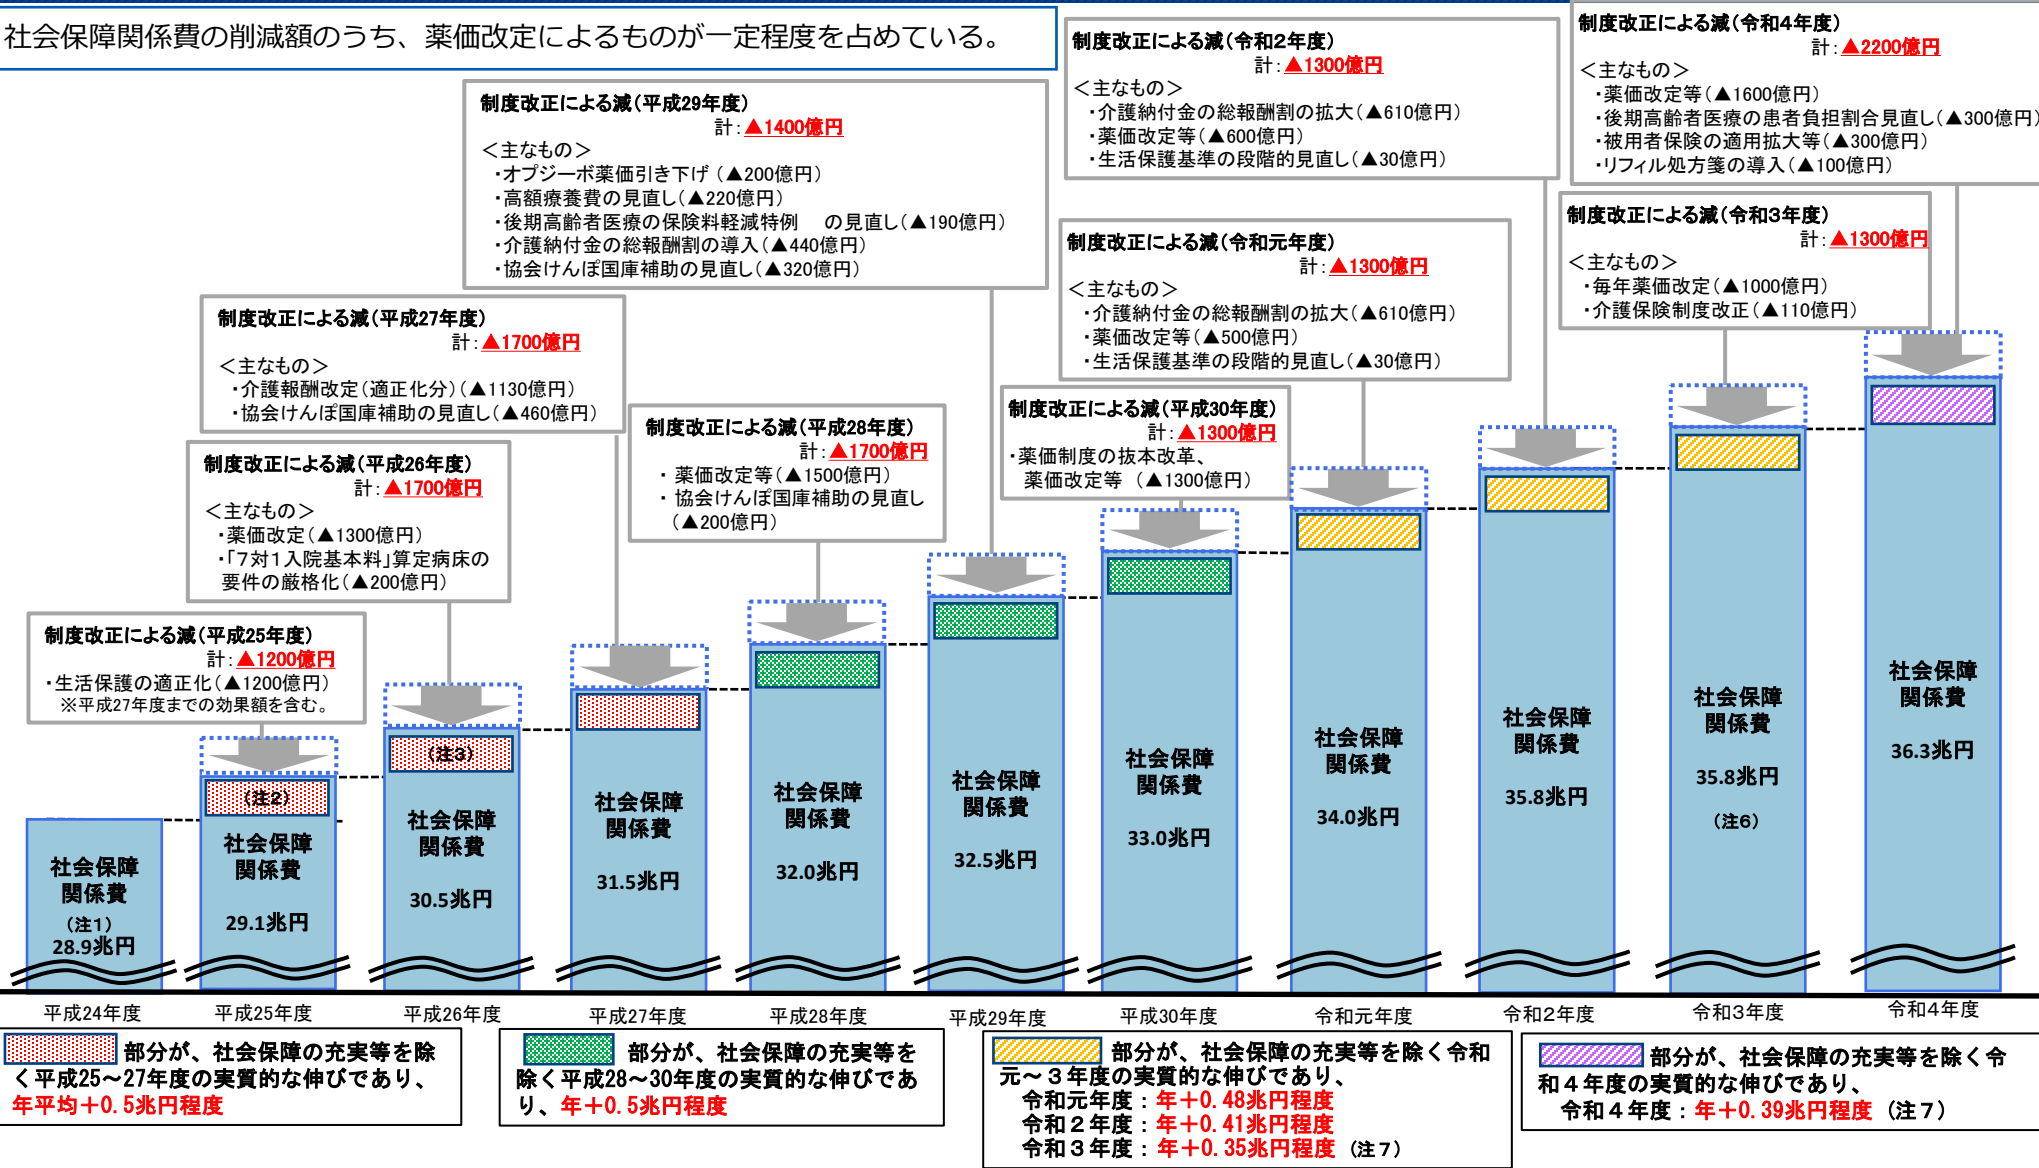 社会保障関係費の削減額のうち、薬価改定によるものが一定程度を占めている。
制度改正による減(平成25年度)
計:▲1200億円
・生活保護の適正化(▲1200億円)
※平成27年度までの効果額を含む。
制度改正による減(平成26年度)
計:▲1700億円
＜主なもの＞
・薬価改定(▲1300億円)
・「7対1入院基本料」算定病床の
要件の厳格化(▲200億円)
制度改正による減(平成27年度)
計:▲1700億円
＜主なもの＞
・介護報酬改定(適正化分)(▲1130億円)
・協会けんぽ国庫補助の見直し(▲460億円)
制度改正による減(平成28年度)
計:▲1700億円
・ 薬価改定等(▲1500億円)
・ 協会けんぽ国庫補助の見直し
(▲200億円)
制度改正による減(平成29年度)
計:▲1400億円
＜主なもの＞
・オプジーボ薬価引き下げ (▲200億円)
・高額療養費の見直し(▲220億円)
・後期高齢者医療の保険料軽減特例　の見直し(▲190億円)
・介護納付金の総報酬割の導入(▲440億円)
・協会けんぽ国庫補助の見直し(▲320億円)
制度改正による減(平成30年度)
計:▲1300億円
・薬価制度の抜本改革、
薬価改定等 (▲1300億円)
制度改正による減(令和元年度)
計:▲1300億円
＜主なもの＞
・介護納付金の総報酬割の拡大(▲610億円)
・薬価改定等(▲500億円)
・生活保護基準の段階的見直し(▲30億円)
制度改正による減(令和2年度)
計:▲1300億円
＜主なもの＞
・介護納付金の総報酬割の拡大(▲610億円)
・薬価改定等(▲600億円)
・生活保護基準の段階的見直し(▲30億円)
制度改正による減(令和3年度)
計:▲1300億円
＜主なもの＞
・毎年薬価改定(▲1000億円)
・介護保険制度改正(▲110億円)
制度改正による減(令和4年度)
計:▲2200億円
＜主なもの＞
・薬価改定等(▲1600億円)
・後期高齢者医療の患者負担割合見直し(▲300億円)
・被用者保険の適用拡大等(▲300億円)
・リフィル処方箋の導入(▲100億円)
社会保障
関係費
(注1)
28.9兆円
(注2)
社会保障
関係費
29.1兆円
(注3)
社会保障
関係費
30.5兆円
社会保障
関係費
31.5兆円
社会保障
関係費
32.0兆円
社会保障
関係費
32.5兆円
社会保障
関係費
33.0兆円
社会保障
関係費
34.0兆円
社会保障
関係費
35.8兆円
社会保障
関係費
35.8兆円
(注6)
社会保障
関係費
36.3兆円
平成24年度
平成25年度
平成26年度
平成27年度
平成28年度
平成29年度
平成30年度
令和元年度
令和2年度
令和3年度
令和4年度
部分が、社会保障の充実等を除
く平成25～27年度の実質的な伸びであり、
年平均＋0.5兆円程度
部分が、社会保障の充実等を
除く平成28～30年度の実質的な伸びであ
り、年＋0.5兆円程度
部分が、社会保障の充実等を除く令和
元～３年度の実質的な伸びであり、
令和元年度：年＋0.48兆円程度
令和２年度：年＋0.41兆円程度
令和３年度：年＋0.35兆円程度 (注７)
部分が、社会保障の充実等を除く令
和４年度の実質的な伸びであり、
令和４年度：年＋0.39兆円程度 (注７)